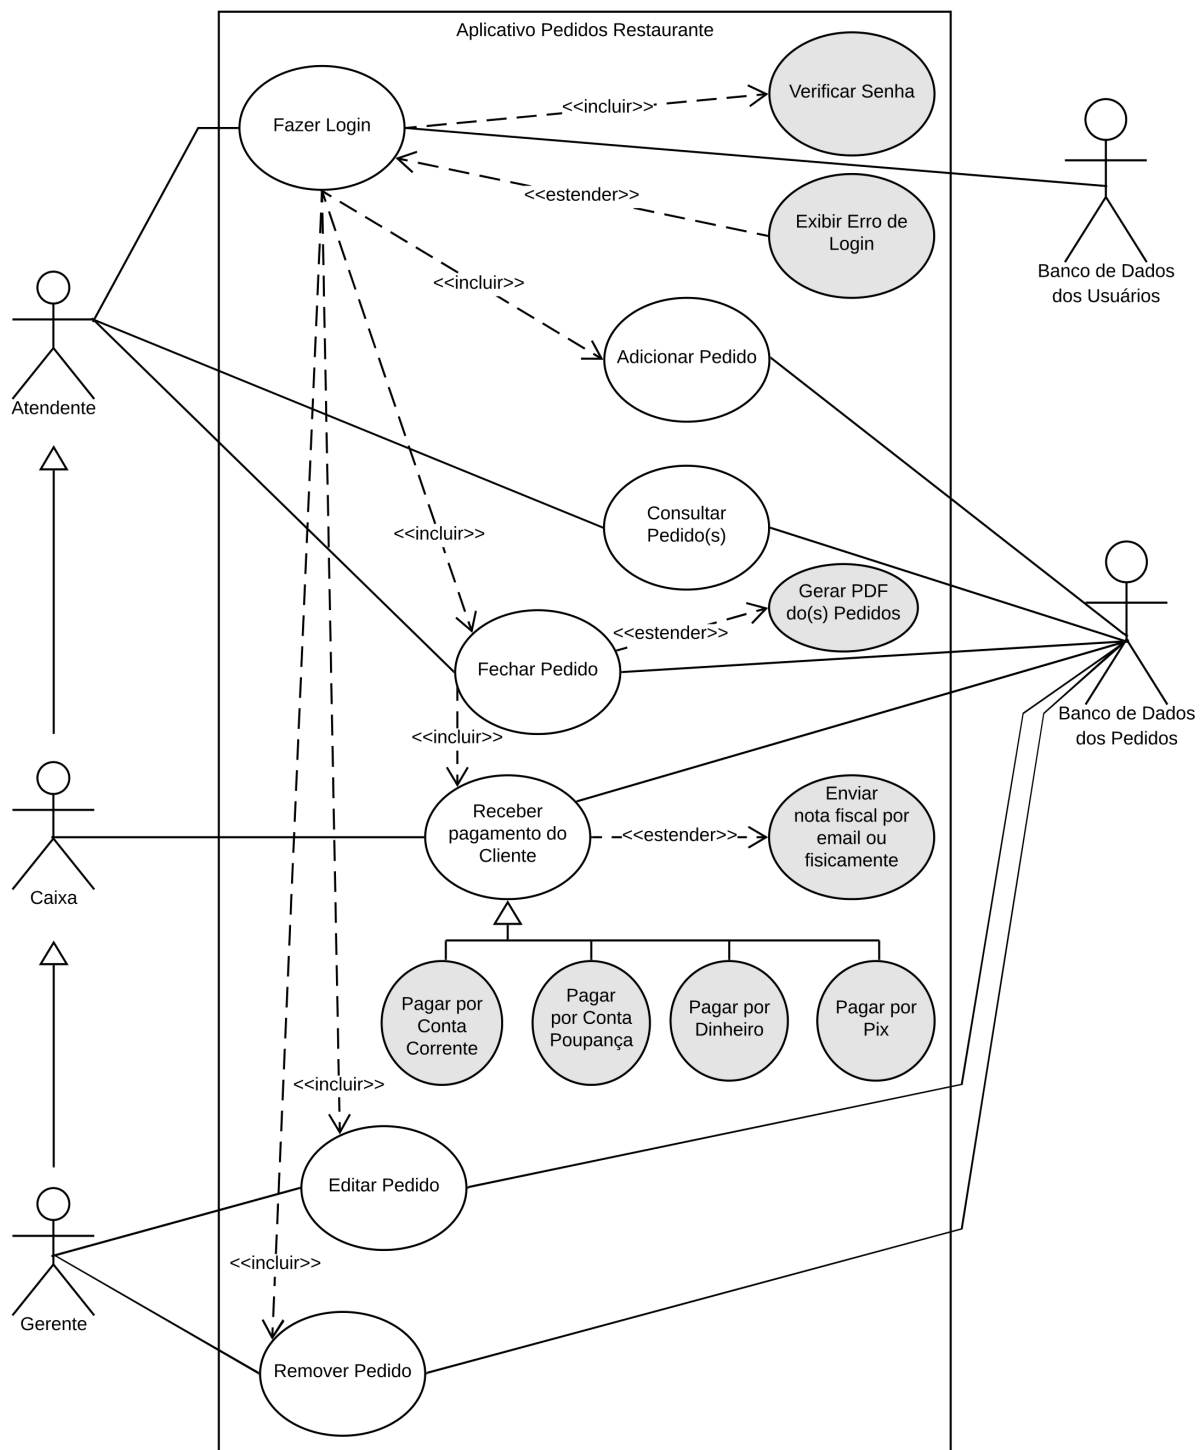 Aplicativo Pedidos Restaurante
Fazer Login
<<incluir>>
Verificar Senha
<<estender>>
Exibir Erro de
Login
Banco de Dados
dos Usuários
<<incluir>>
Adicionar Pedido
Atendente
Consultar
Pedido(s)
<<incluir>>
Gerar PDF
do(s) Pedidos
<<estender>>
Fechar Pedido
Banco de Dados
dos Pedidos
<<incluir>>
Receber
pagamento do
Cliente
<<estender>>
Enviar
nota fiscal por
email ou
fisicamente
Caixa
Pagar por
Conta
Corrente
Pagar
por Conta
Poupança
Pagar por
Dinheiro
Pagar por
Pix
<<incluir>>
Editar Pedido
<<incluir>>
Gerente
Remover Pedido